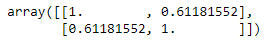 array([[1.        , 0.61181552],
       [0.61181552, 1.        ]])